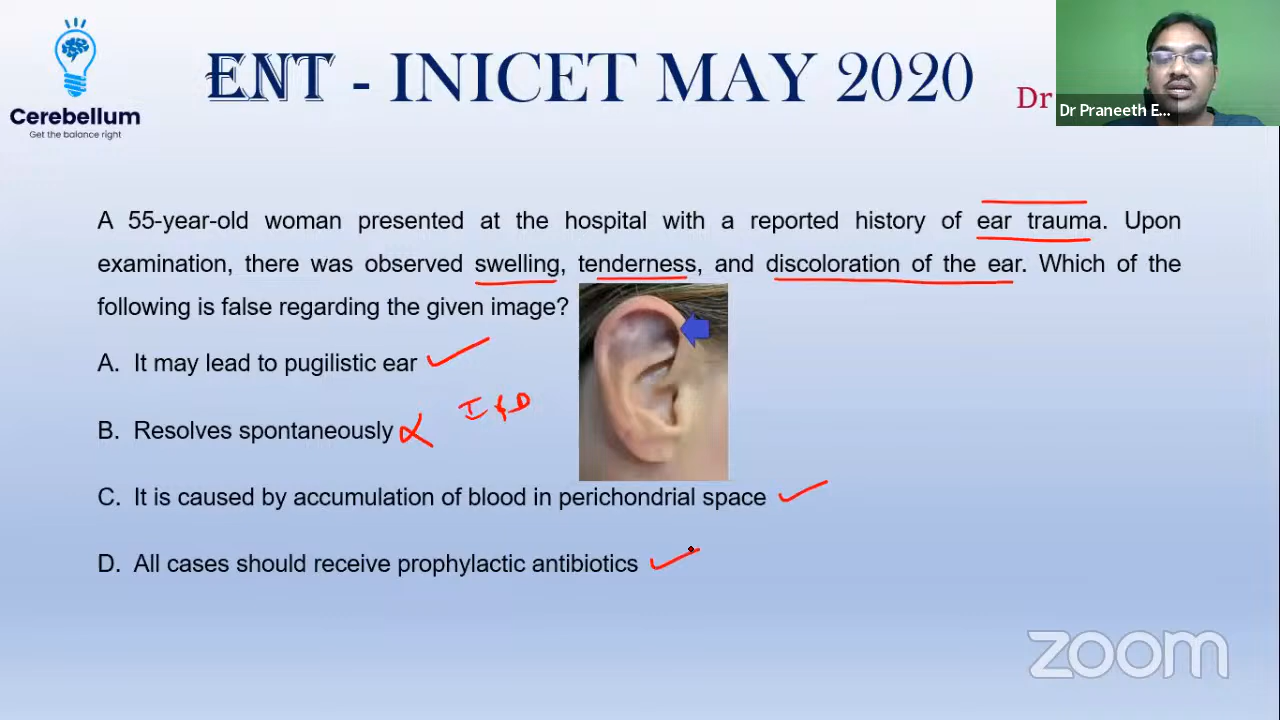 Cerebellum
Get the balance right
ENT - INICET MAY 2020
Dr
Dr Praneeth E...
A 55-year-old woman presented at the hospital with a reported history of ear trauma. Upon
examination, there was observed swelling, tenderness, and discoloration of the ear. Which of the
following is false regarding the given image?
A. It may lead to pugilistic ear
I & D
B. Resolves spontaneously
C. It is caused by accumulation of blood in perichondrial space
D. All cases should receive prophylactic antibiotics
zoom